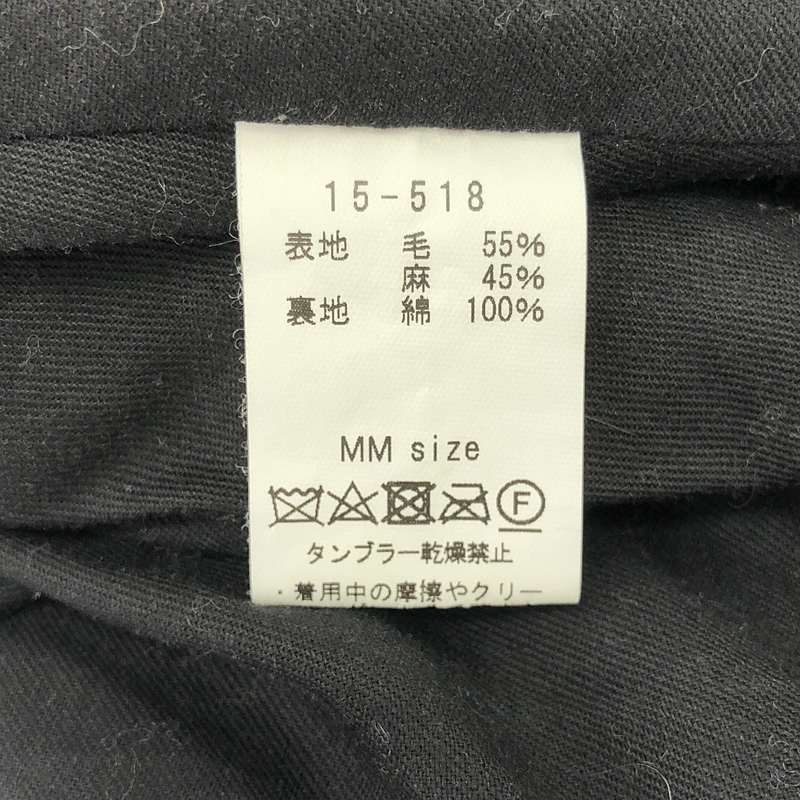 15-518
表地 毛 55%
麻 45%
裏地 綿 100%
MM size
F
タンブラー乾燥禁止
・着用中の摩擦やクリー